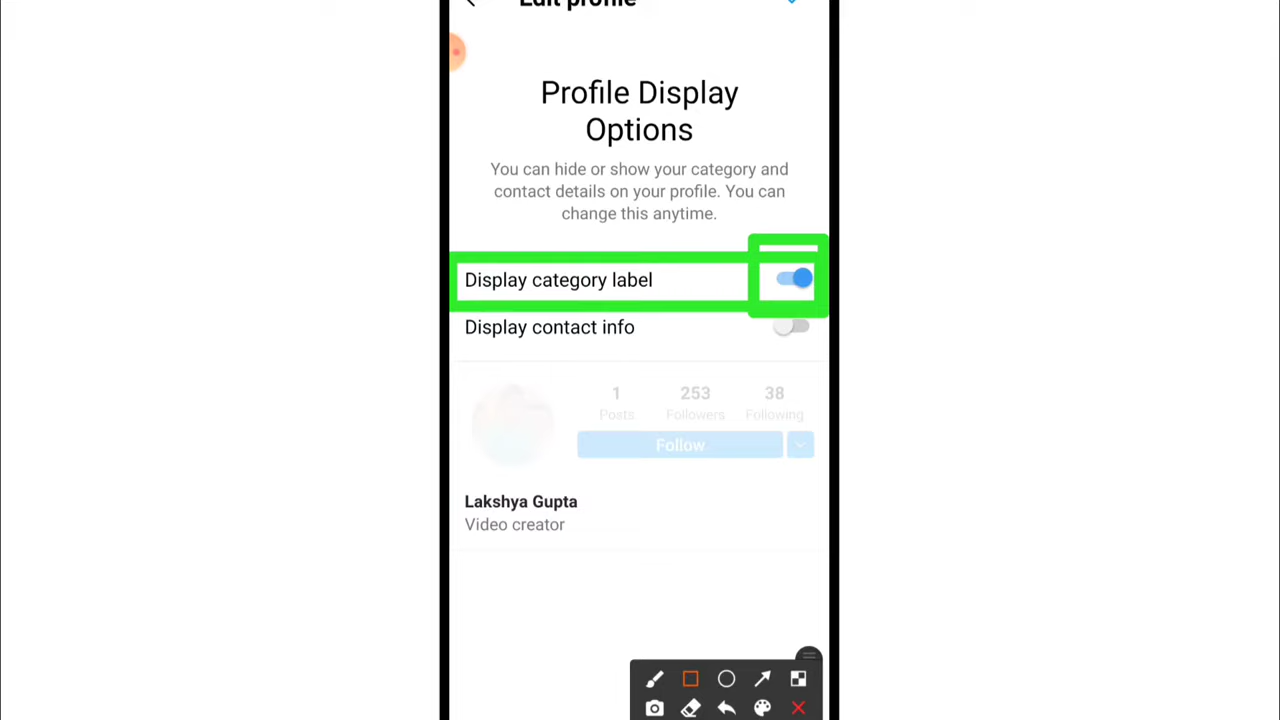 Edit profile
Profile Display
Options
You can hide or show your category and
contact details on your profile. You can
change this anytime.
Display category label
Display contact info
1 253 38
Posts Followers Following
Follow
Lakshya Gupta
Video creator